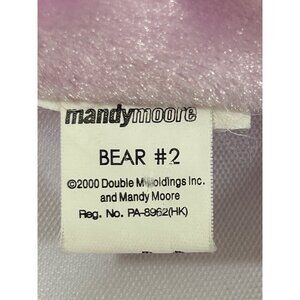 mandymoore
BEAR #2
©2000 Double M Holdings Inc.
and Mandy Moore
Reg. No. PA-8962(HK)